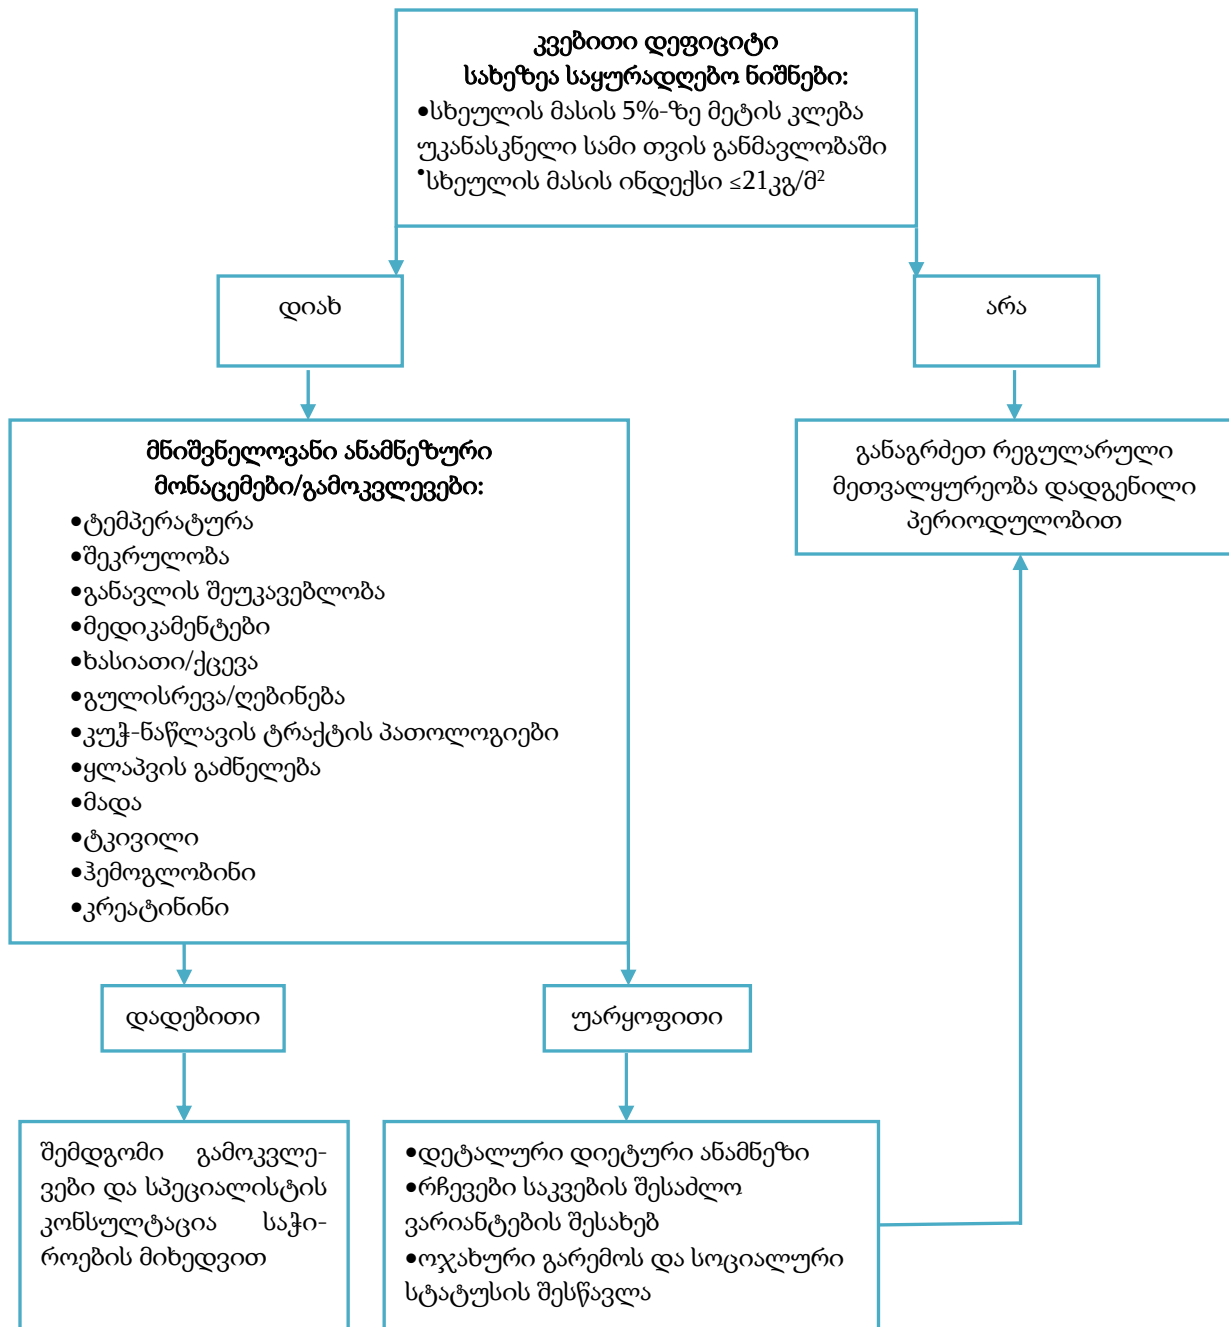 კვებითი დეფიციტი
სახეზეა საყურადღებო ნიშნები:
•სხეულის მასის 5%-ზე მეტის კლება
უკანასკნელი სამი თვის განმავლობაში
•სხეულის მასის ინდექსი ≤21კგ/მ²
დიახ
არა
მნიშვნელოვანი ანამნეზური
მონაცემები/გამოკვლევები:
•ტემპერატურა
•შეკრულობა
•განავლის შეუკავებლობა
•მედიკამენტები
•ხასიათი/ქცევა
•გულისრევა/ღებინება
•კუჭ-ნაწლავის ტრაქტის პათოლოგიები
•ყლაპვის გაძნელება
•მადა
•ტკივილი
•ჰემოგლობინი
•კრეატინინი
განაგრძეთ რეგულარული
მეთვალყურეობა დადგენილი
პერიოდულობით
დადებითი
უარყოფითი
შემდგომი გამოკვლე-
ვები და სპეციალისტის
კონსულტაცია საჭი-
როების მიხედვით
•დეტალური დიეტური ანამნეზი
•რჩევები საკვების შესაძლო
ვარიანტების შესახებ
•ოჯახური გარემოს და სოციალური
სტატუსის შესწავლა